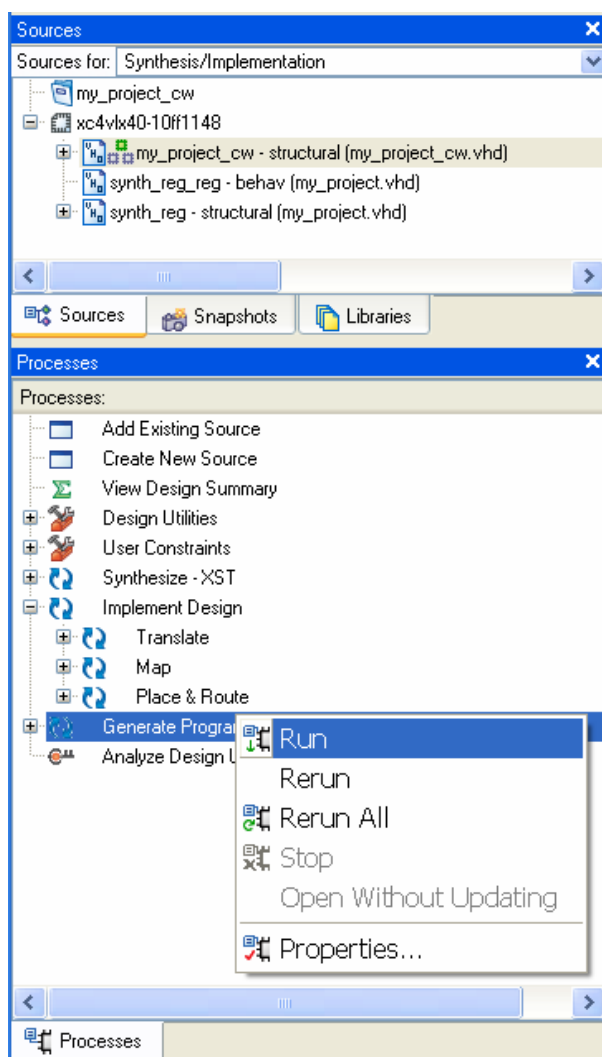 Sources
Sources for: Synthesis/Implementation
my_project_cw
xc4vlx40-10ff1148
my_project_cw - structural (my_project_cw.vhd)
synth_reg_reg - behav (my_project.vhd)
synth_reg - structural (my_project.vhd)
Sources Snapshots Libraries
Processes
Processes:
Add Existing Source
Create New Source
View Design Summary
Design Utilities
User Constraints
Synthesize - XST
Implement Design
Translate
Map
Place & Route
Generate Progra
Analyze Design
Run
Rerun
Rerun All
Stop
Open Without Updating
Properties...
Processes